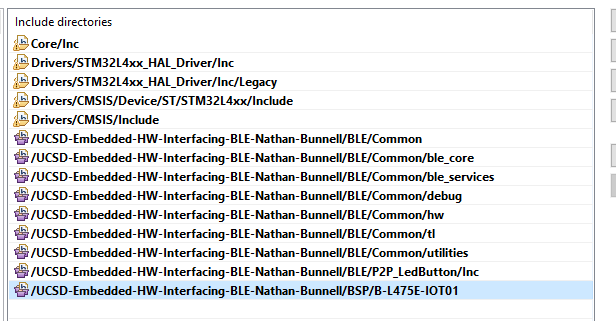 Include directories
Core/Inc
Drivers/STM32L4xx_HAL_Driver/Inc
Drivers/STM32L4xx_HAL_Driver/Inc/Legacy
Drivers/CMSIS/Device/ST/STM32L4xx/Include
Drivers/CMSIS/Include
/UCSD-Embedded-HW-Interfacing-BLE-Nathan-Bunnell/BLE/Common
/UCSD-Embedded-HW-Interfacing-BLE-Nathan-Bunnell/BLE/Common/ble_core
/UCSD-Embedded-HW-Interfacing-BLE-Nathan-Bunnell/BLE/Common/ble_services
/UCSD-Embedded-HW-Interfacing-BLE-Nathan-Bunnell/BLE/Common/debug
/UCSD-Embedded-HW-Interfacing-BLE-Nathan-Bunnell/BLE/Common/hw
/UCSD-Embedded-HW-Interfacing-BLE-Nathan-Bunnell/BLE/Common/tl
/UCSD-Embedded-HW-Interfacing-BLE-Nathan-Bunnell/BLE/Common/utilities
/UCSD-Embedded-HW-Interfacing-BLE-Nathan-Bunnell/BLE/P2P_LedButton/Inc
/UCSD-Embedded-HW-Interfacing-BLE-Nathan-Bunnell/BSP/B-L475E-IOT01